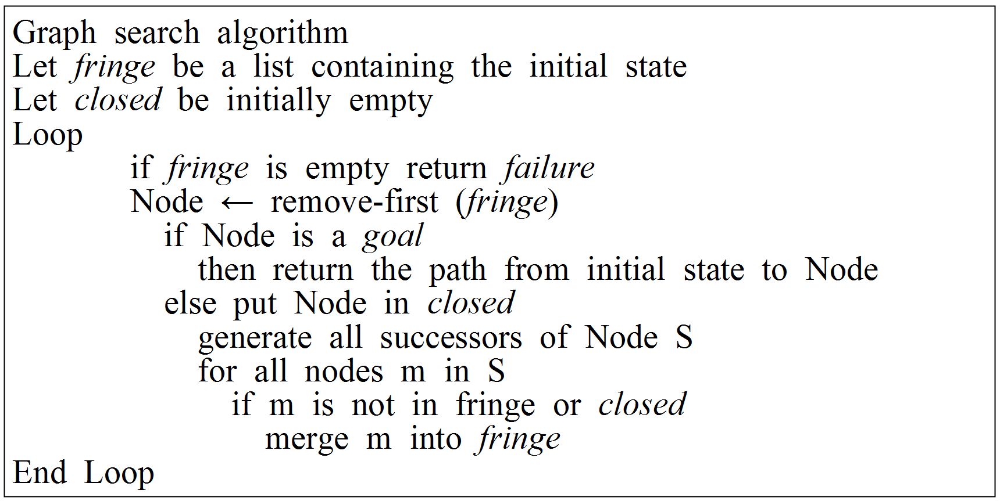 Graph search algorithm
Let fringe be a list containing the initial state
Let closed be initially empty
Loop
if fringe is empty return failure
Node ← remove-first (fringe)
if Node is a goal
then return the path from initial state to Node
else put Node in closed
generate all successors of Node S
for all nodes m in S
if m is not in fringe or closed
merge m into fringe
End Loop